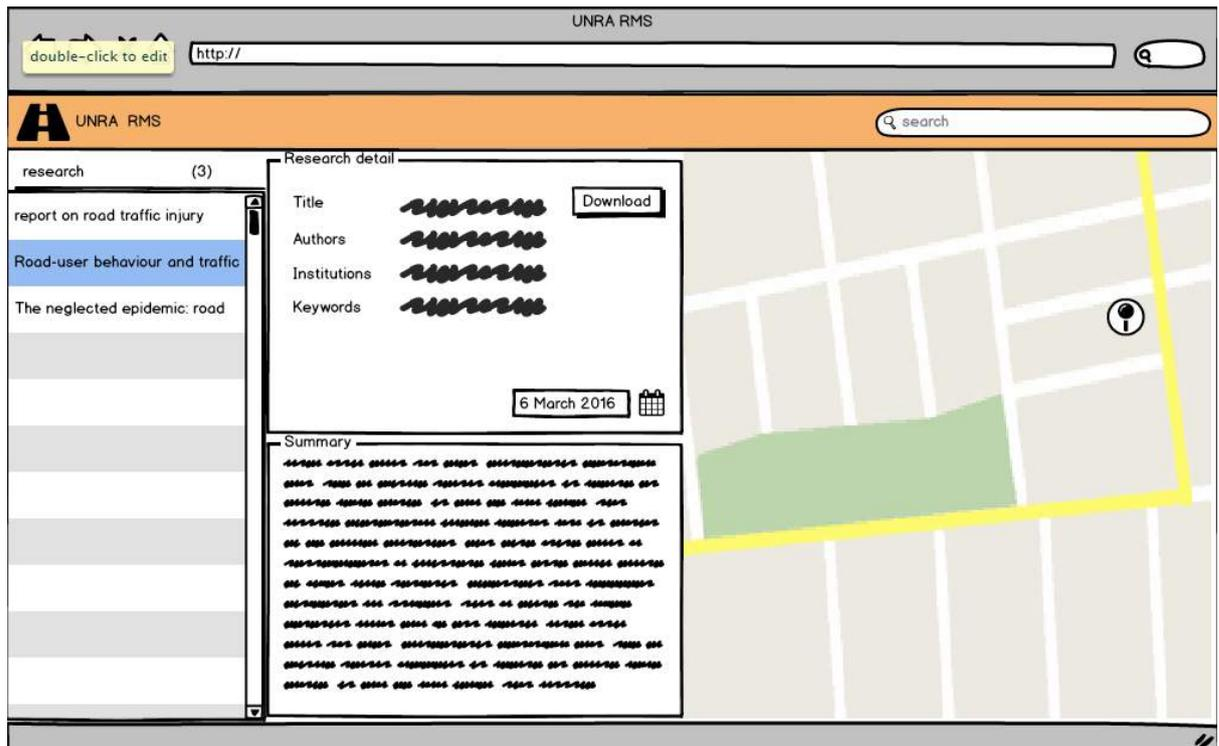 UNRA RMS
double-click to edit
http://
UNRA RMS
search
research (3)
report on road traffic injury
Road-user behaviour and traffic
The neglected epidemic: road
Research detail
Title
Download
Authors
Institutions
Keywords
6 March 2016
Summary